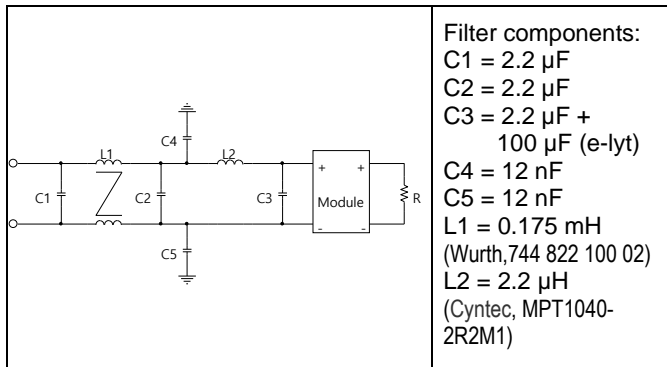 C4
L1
L2
C1
C2
C3
+ +
Module
- -
R
C5
Filter components:
C1 = 2.2 µF
C2 = 2.2 µF
C3 = 2.2 µF +
100 µF (e-lyt)
C4 = 12 nF
C5 = 12 nF
L1 = 0.175 mH
(Wurth,744 822 100 02)
L2 = 2.2 µH
(Cyntec, MPT1040-
2R2M1)